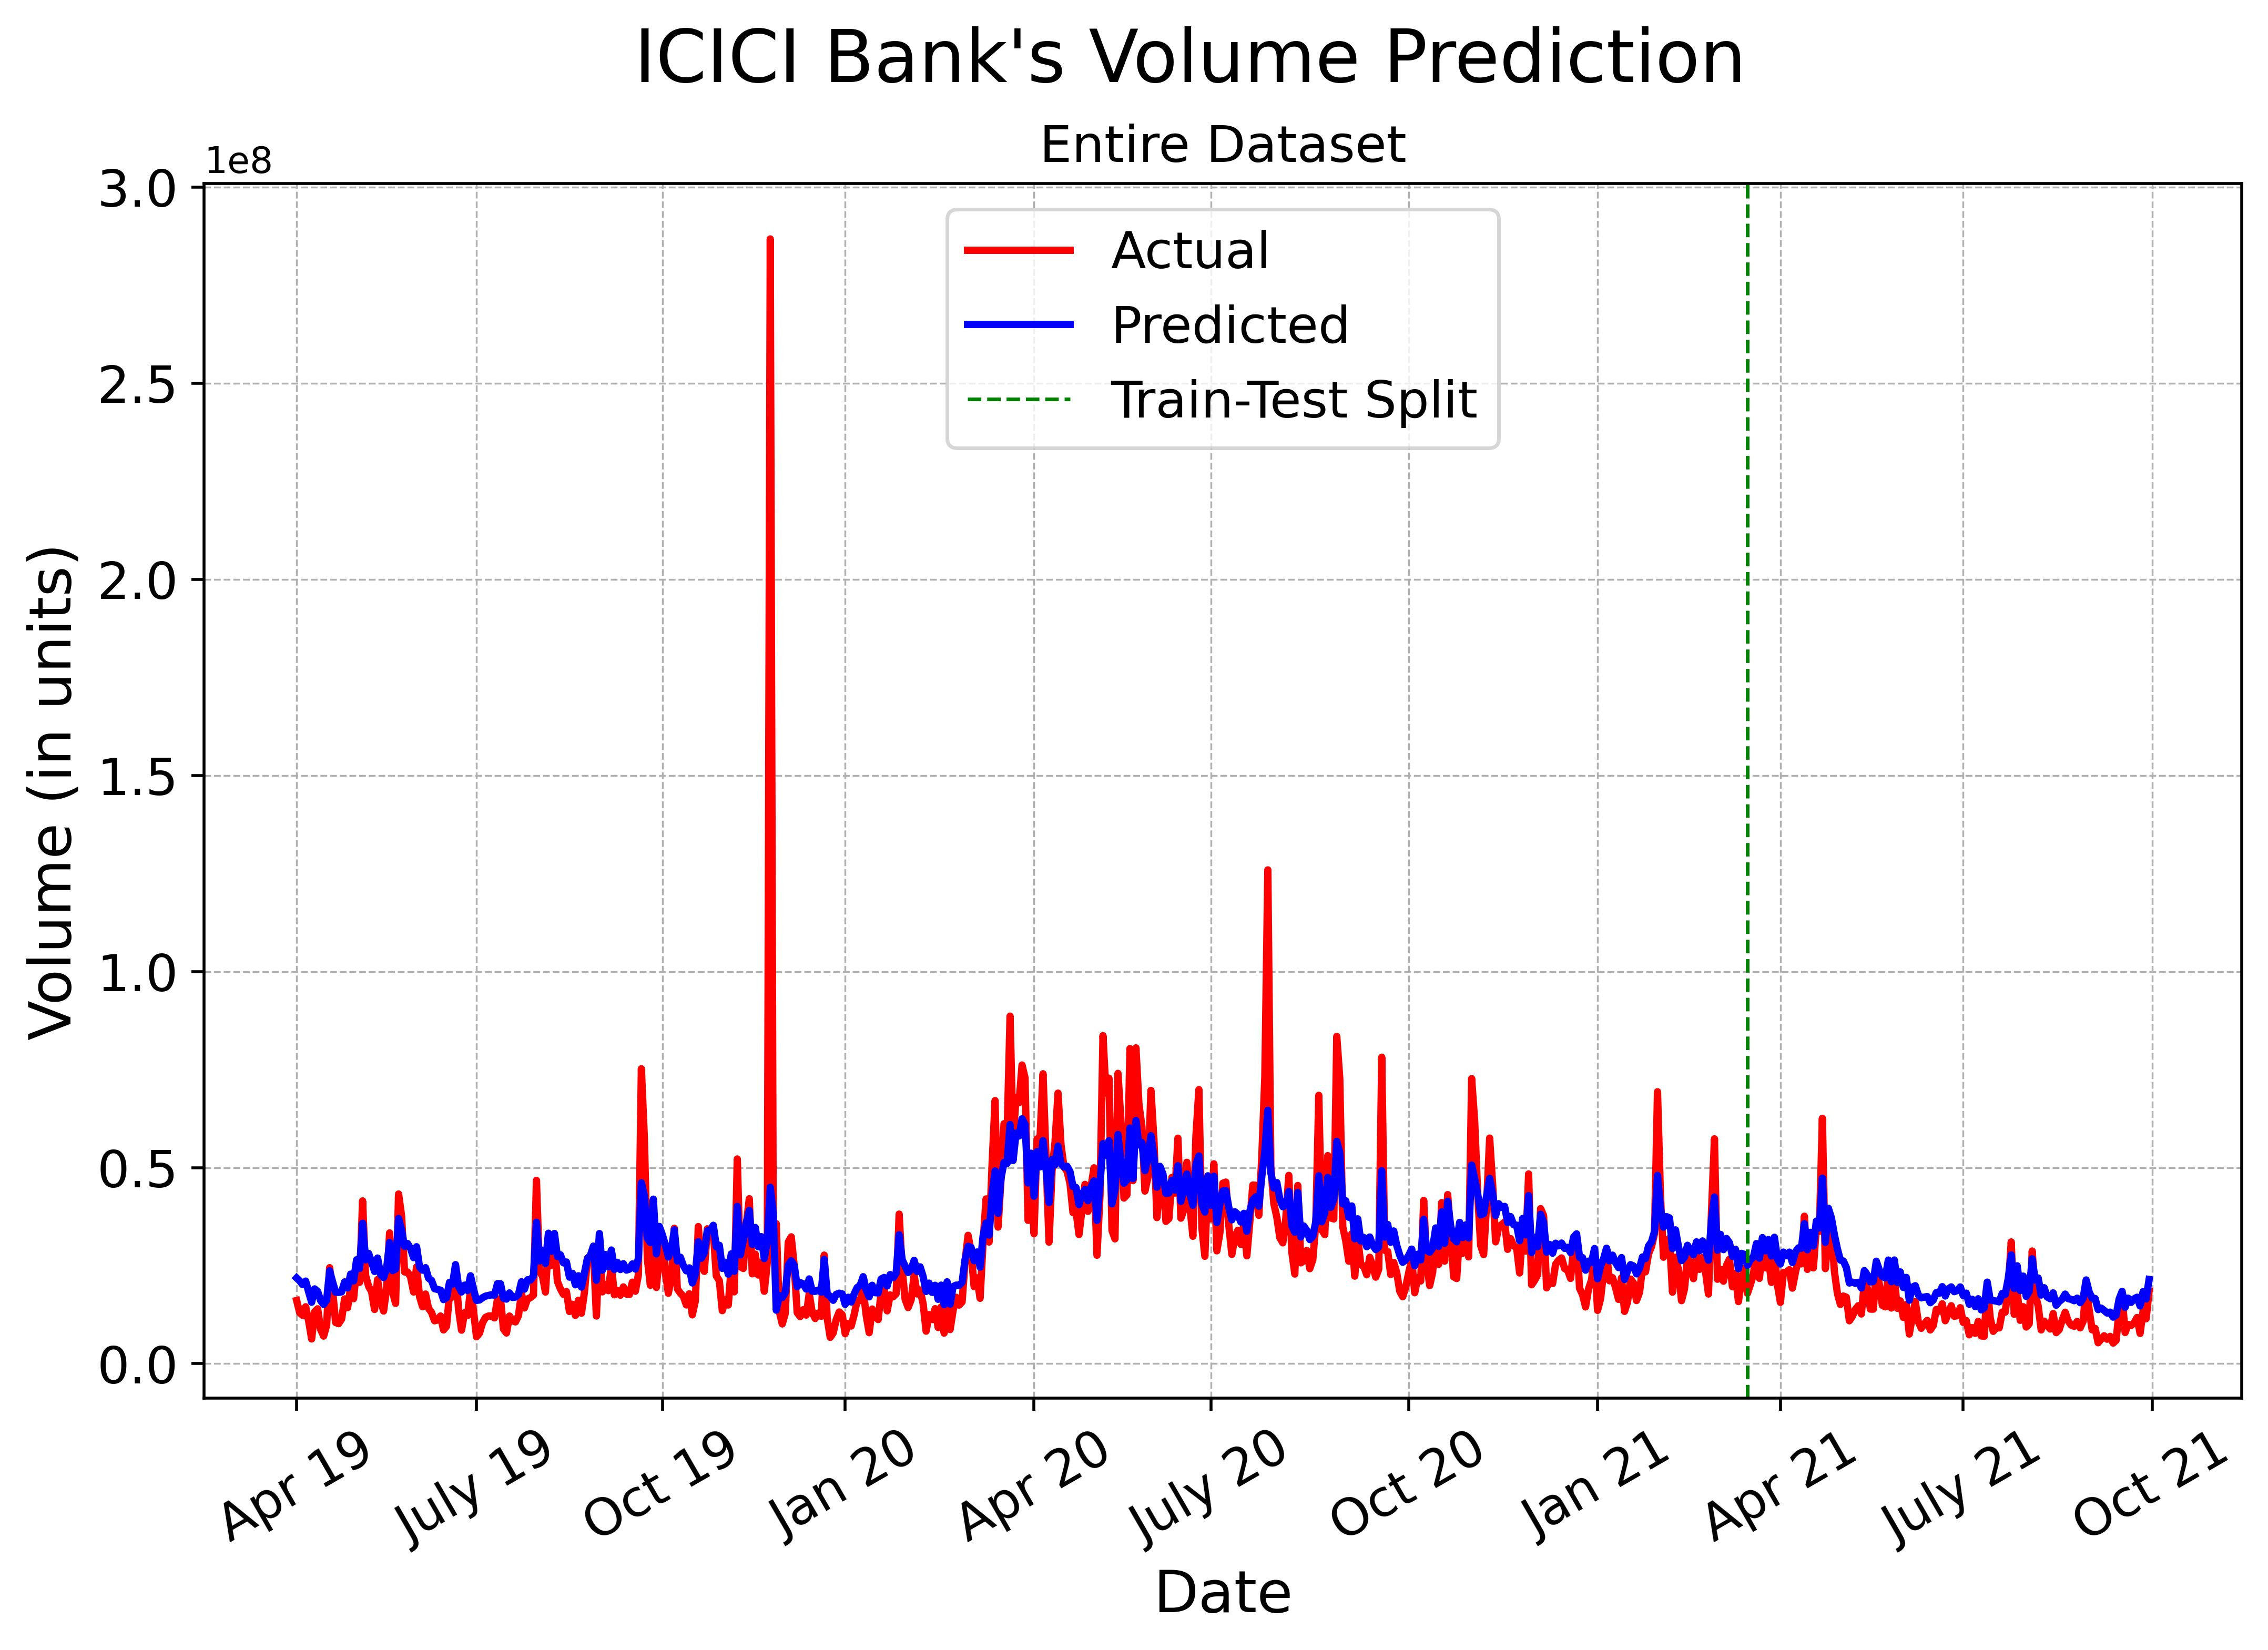 ICICI Bank's Volume Prediction
Entire Dataset
1e8
3.0
2.5
2.0
1.5
1.0
0.5
0.0
Volume (in units)
Actual
Predicted
Train-Test Split
Apr 19
July 19
Oct 19
Jan 20
Apr 20
July 20
Oct 20
Jan 21
Apr 21
July 21
Oct 21
Date